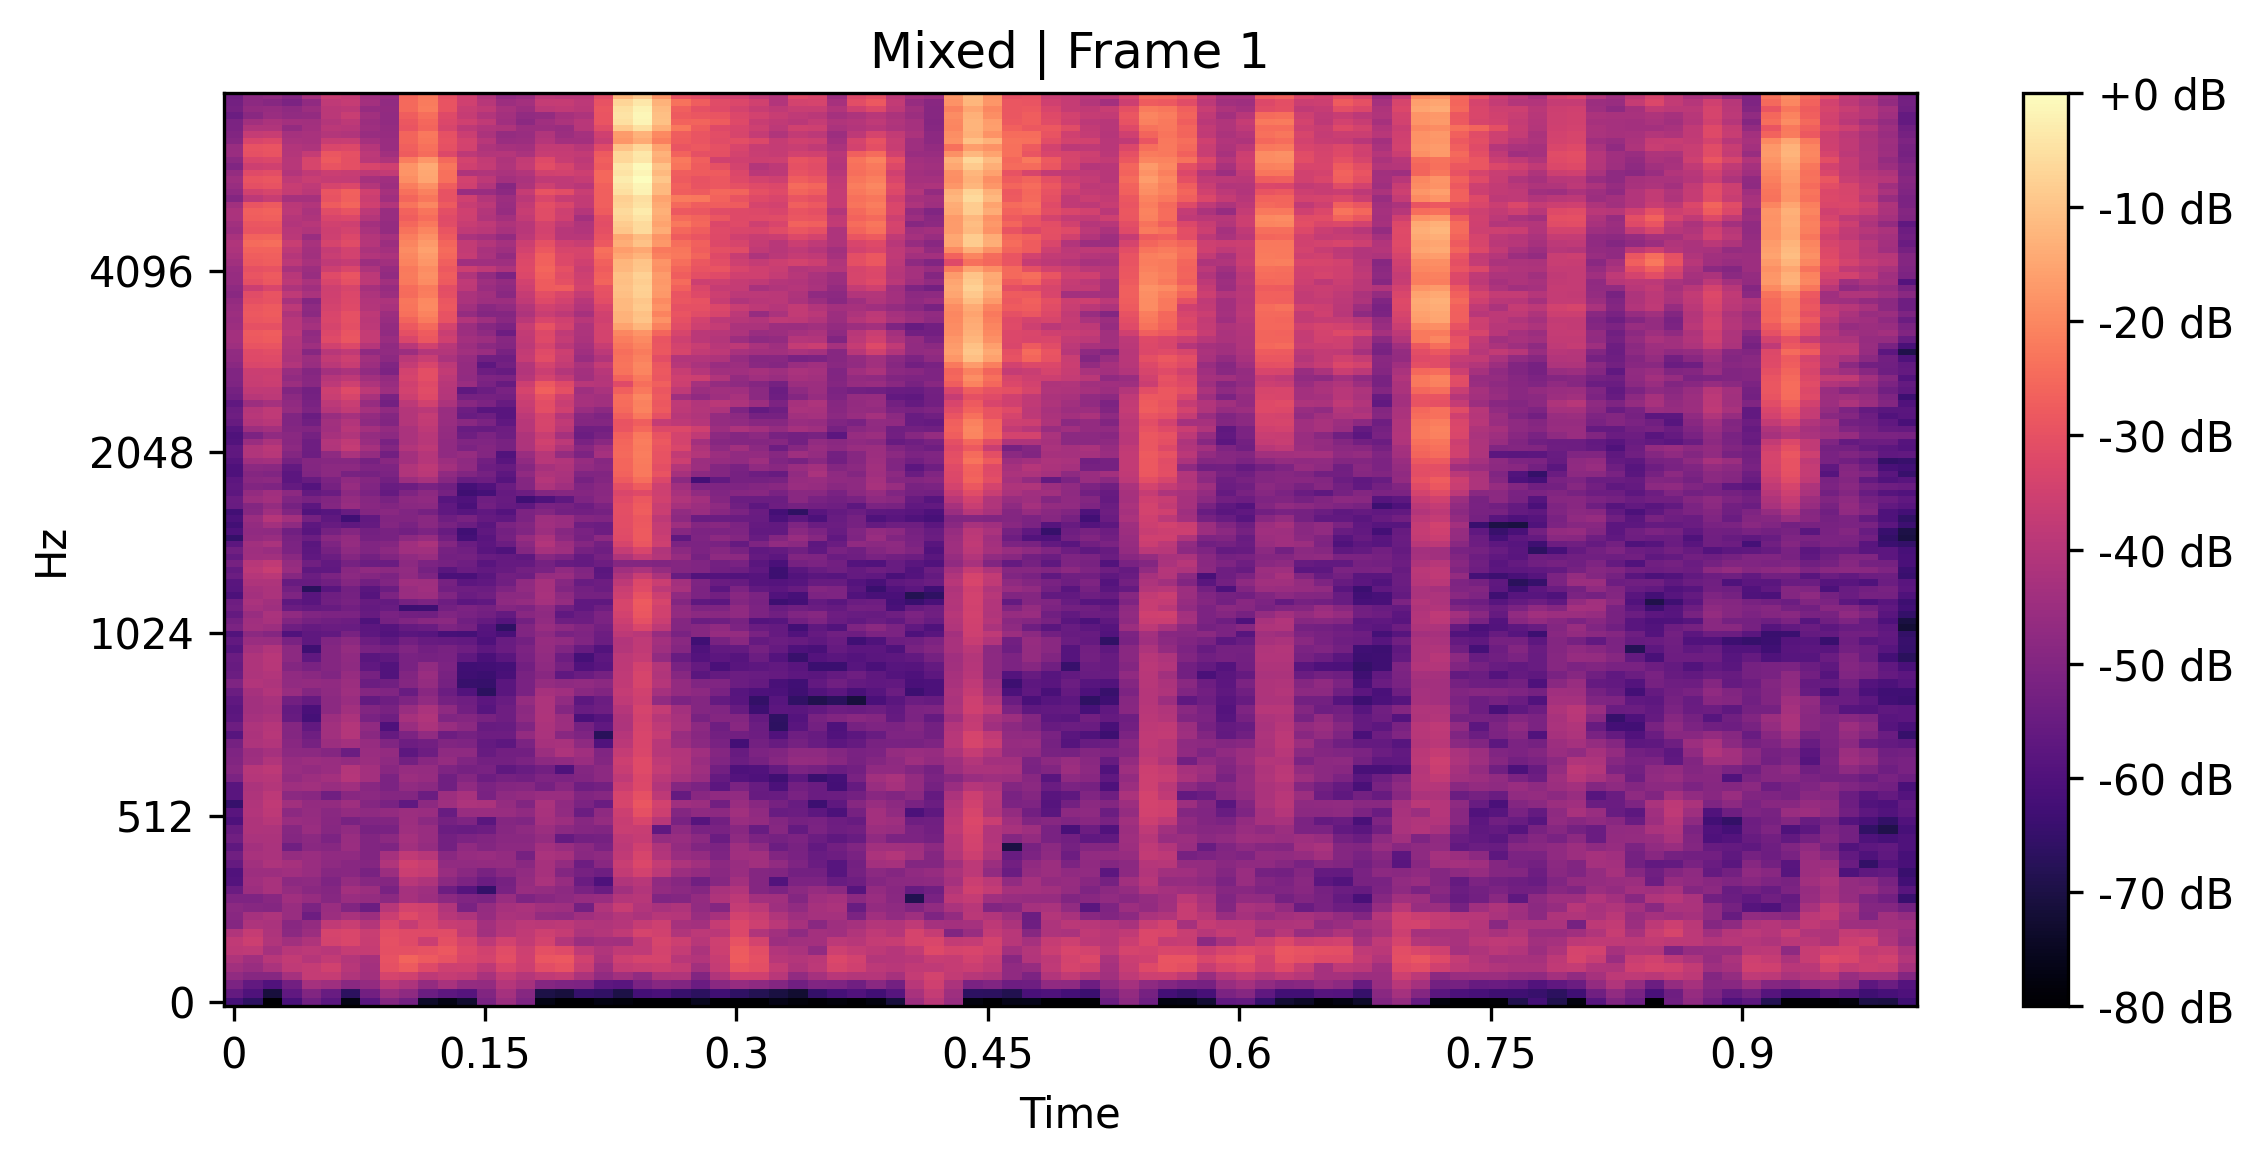 Mixed | Frame 1
Hz
4096
2048
1024
512
0
0 0.15 0.3 0.45 0.6 0.75 0.9
Time
+0 dB
-10 dB
-20 dB
-30 dB
-40 dB
-50 dB
-60 dB
-70 dB
-80 dB